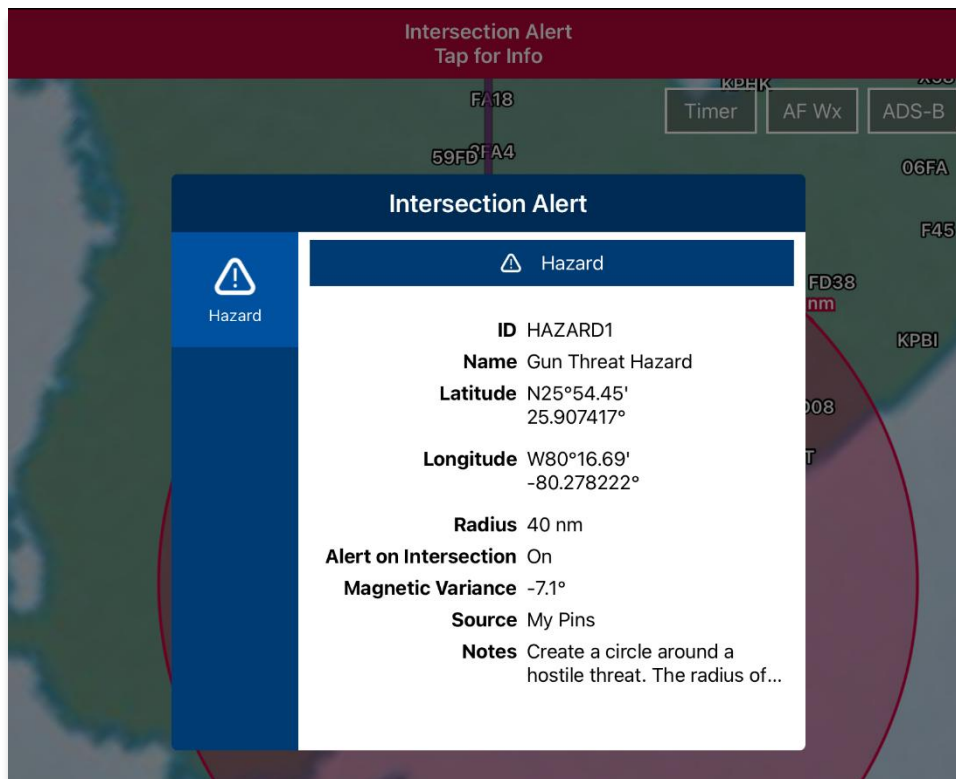 Intersection Alert
Tap for Info
KPHK
FA18
Timer
AF Wx
ADS-B
59FD
FA4
06FA
Intersection Alert
F45
Hazard
Hazard
FD38
nm
ID HAZARD1
KPBI
Name Gun Threat Hazard
Latitude N25°54.45'
25.907417°
Longitude W80°16.69'
-80.278222°
Radius 40 nm
Alert on Intersection On
Magnetic Variance -7.1°
Source My Pins
Notes Create a circle around a
hostile threat. The radius of...